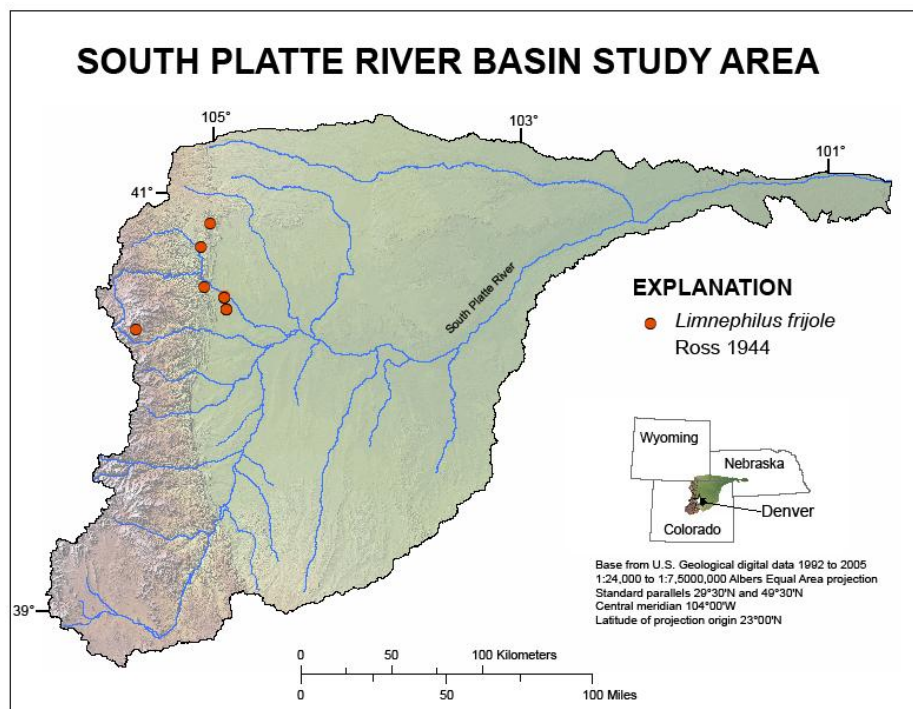 SOUTH PLATTE RIVER BASIN STUDY AREA
105°
103°
101°
41°
South Platte River
EXPLANATION
Limnephilus frijole
Ross 1944
Wyoming
Nebraska
Denver
Colorado
Base from U.S. Geological digital data 1992 to 2005
1:24,000 to 1:7,5000,000 Albers Equal Area projection
Standard parallels 29°30'N and 49°30'N
Central meridian 104°00'W
Latitude of projection origin 23°00'N
39°
0 50 100 Kilometers
0 50 100 Miles